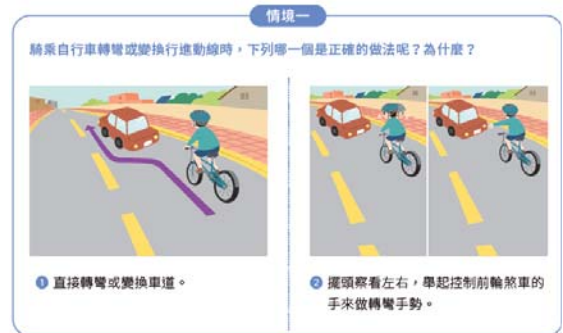 情境一
騎乘自行車轉彎或變換行進動線時，下列哪一個是正確的做法呢？為什麼？
❶ 直接轉彎或變換車道。
❷ 擺頭察看左右，舉起控制前輪煞車的
手來做轉彎手勢。